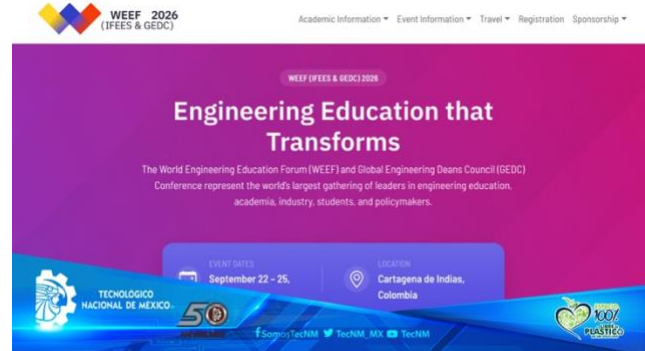 WEEF 2026
(IFEES & GEDC)
Academic Information Event Information Travel Registration Sponsorship
WEEF (IFEES & GEDC) 2026
Engineering Education that
Transforms
The World Engineering Education Forum (WEEF) and Global Engineering Deans Council (GEDC)
Conference represent the world's largest gathering of leaders in engineering education,
academia, industry, students, and policymakers.
EVENT DATES
September 22 – 25,
LOCATION
Cartagena de Indias,
Colombia
TECNOLÓGICO
NACIONAL DE MÉXICO
50
SomosTecNM TecNM_MX TecNM
100%
PLÁSTICO